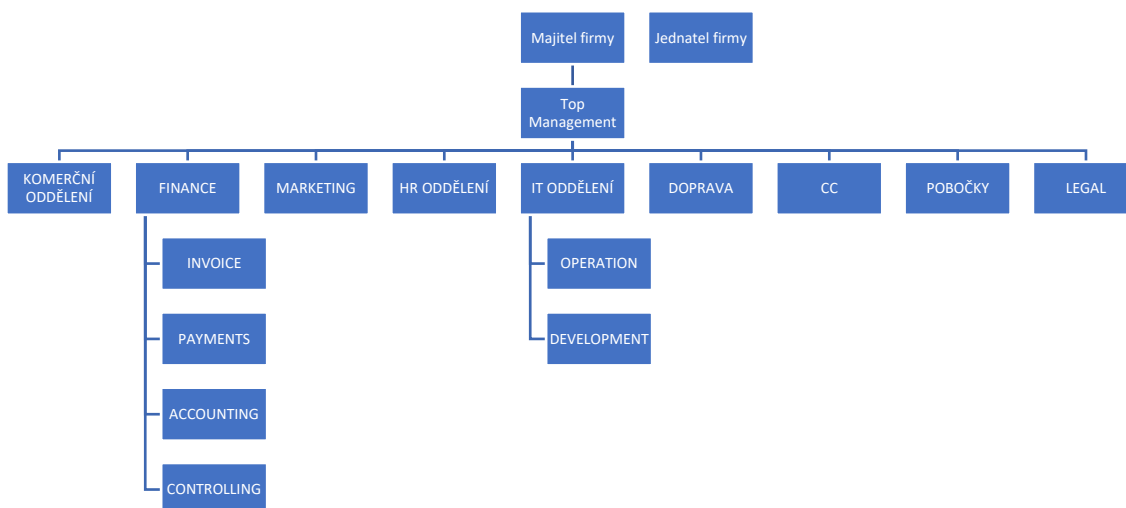 Majitel firmy
Jednatel firmy
Top
Management
KOMERČNÍ
ODDĚLENÍ
FINANCE
MARKETING
HR ODDĚLENÍ
IT ODDĚLENÍ
DOPRAVA
CC
POBOČKY
LEGAL
INVOICE
OPERATION
PAYMENTS
DEVELOPMENT
ACCOUNTING
CONTROLLING